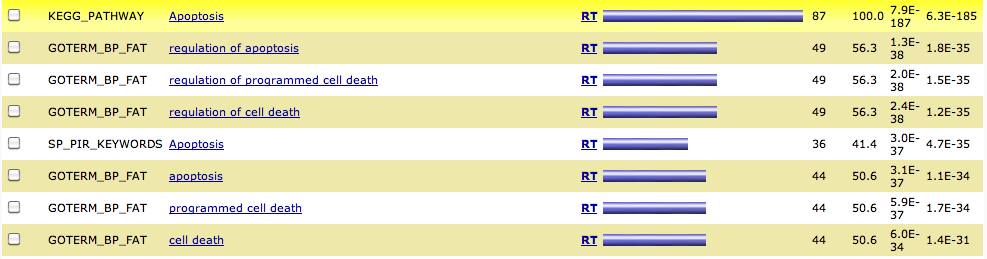 KEGG_PATHWAY Apoptosis RT 87 100.0 7.9E-187 6.3E-185
GOTERM_BP_FAT regulation of apoptosis RT 49 56.3 1.3E-38 1.8E-35
GOTERM_BP_FAT regulation of programmed cell death RT 49 56.3 2.0E-38 1.5E-35
GOTERM_BP_FAT regulation of cell death RT 49 56.3 2.4E-38 1.2E-35
SP_PIR_KEYWORDS Apoptosis RT 36 41.4 3.0E-37 4.7E-35
GOTERM_BP_FAT apoptosis RT 44 50.6 3.1E-37 1.1E-34
GOTERM_BP_FAT programmed cell death RT 44 50.6 5.9E-37 1.7E-34
GOTERM_BP_FAT cell death RT 44 50.6 6.0E-34 1.4E-31